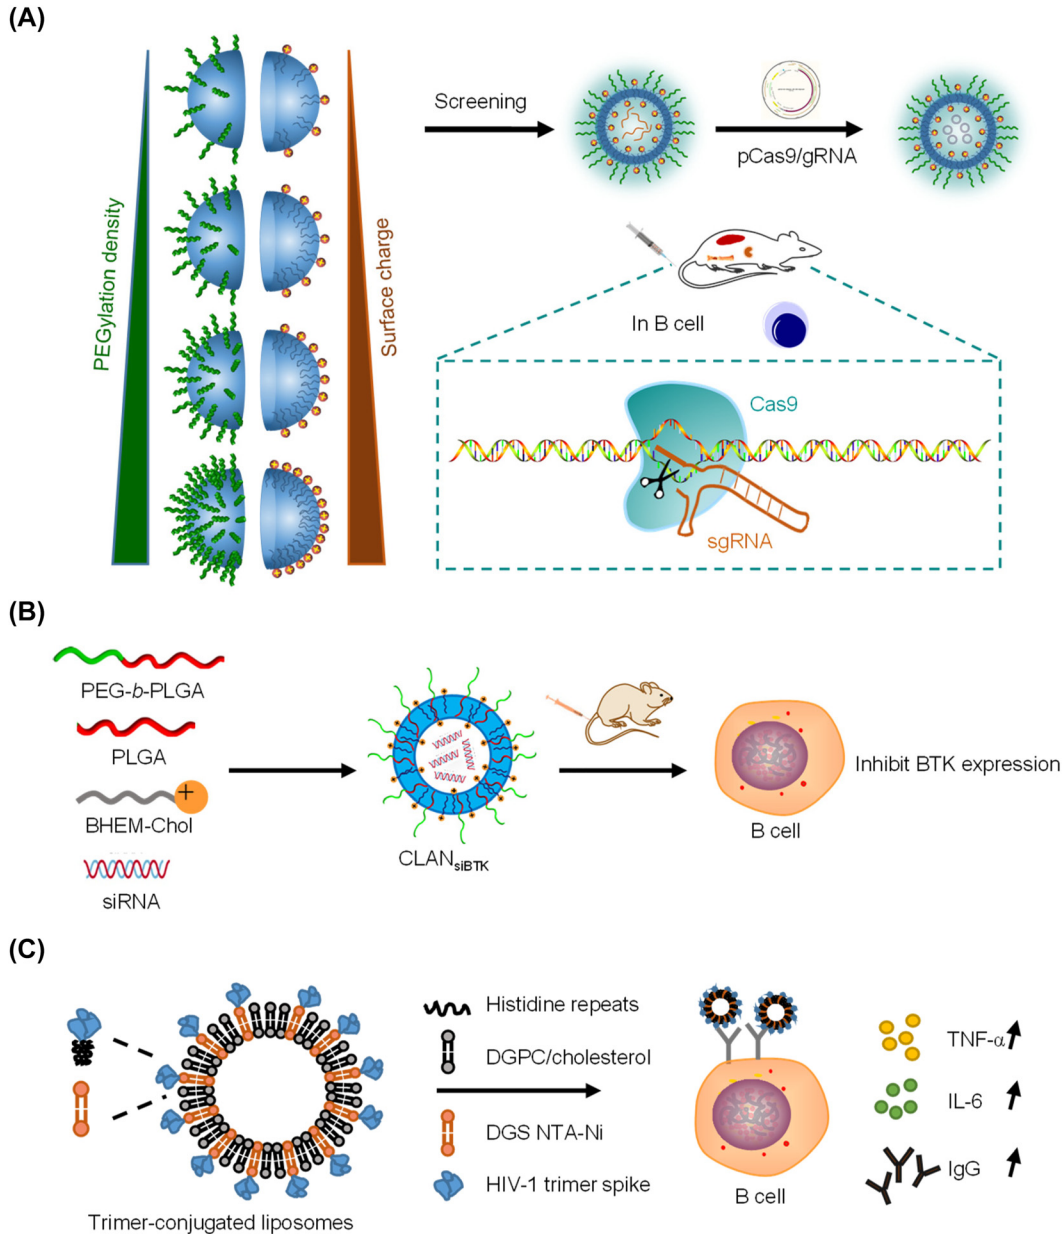 (A)
PEGylation density
Surface charge
Screening
pCas9/gRNA
In B cell
Cas9
sgRNA
(B)
PEG-b-PLGA
PLGA
+
BHEM-Chol
siRNA
CLANsiBTK
B cell
Inhibit BTK expression
(C)
Trimer-conjugated liposomes
Histidine repeats
DGPC/cholesterol
DGS NTA-Ni
HIV-1 trimer spike
B cell
TNF-α
IL-6
IgG